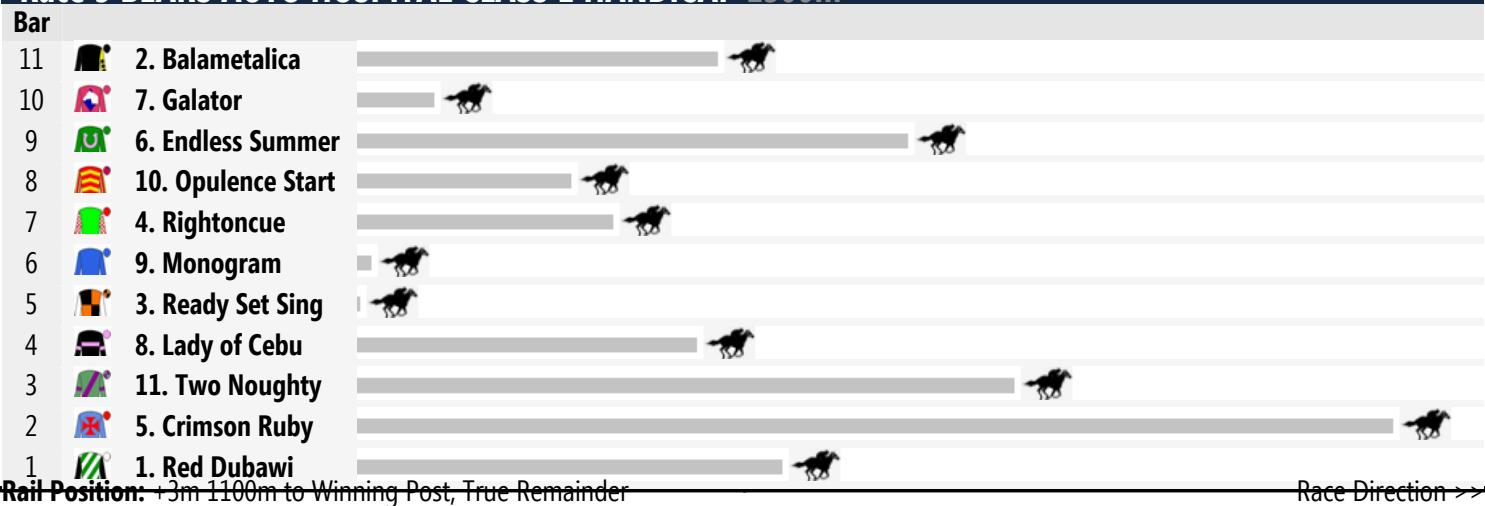 Bar
11 2. Balametalica
10 7. Galator
9 6. Endless Summer
8 10. Opulence Start
7 4. Rightoncue
6 9. Monogram
5 3. Ready Set Sing
4 8. Lady of Cebu
3 11. Two Noughty
2 5. Crimson Ruby
1 1. Red Dubawi
Rail Position: +3m 1100m to Winning Post, True Remainder Race Direction >>